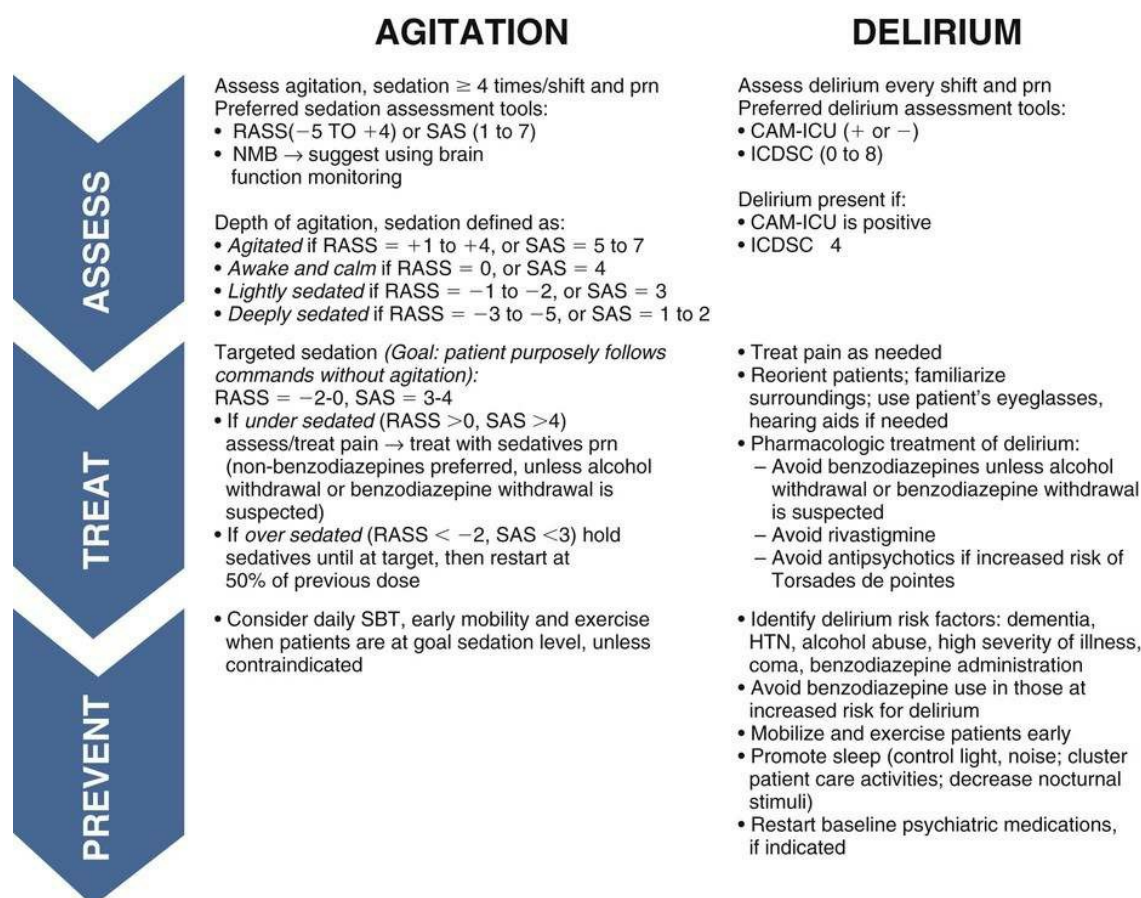 AGITATION
DELIRIUM
ASSESS
Assess agitation, sedation ≥ 4 times/shift and prn
Preferred sedation assessment tools:
• RASS(−5 TO +4) or SAS (1 to 7)
• NMB → suggest using brain
function monitoring
Depth of agitation, sedation defined as:
• Agitated if RASS = +1 to +4, or SAS = 5 to 7
• Awake and calm if RASS = 0, or SAS = 4
• Lightly sedated if RASS = −1 to −2, or SAS = 3
• Deeply sedated if RASS = −3 to −5, or SAS = 1 to 2
Assess delirium every shift and prn
Preferred delirium assessment tools:
• CAM-ICU (+ or −)
• ICDSC (0 to 8)
Delirium present if:
• CAM-ICU is positive
• ICDSC 4
TREAT
Targeted sedation (Goal: patient purposely follows
commands without agitation):
RASS = −2-0, SAS = 3-4
• If under sedated (RASS >0, SAS >4)
assess/treat pain → treat with sedatives prn
(non-benzodiazepines preferred, unless alcohol
withdrawal or benzodiazepine withdrawal is
suspected)
• If over sedated (RASS < −2, SAS <3) hold
sedatives until at target, then restart at
50% of previous dose
• Treat pain as needed
• Reorient patients; familiarize
surroundings; use patient's eyeglasses,
hearing aids if needed
• Pharmacologic treatment of delirium:
– Avoid benzodiazepines unless alcohol
withdrawal or benzodiazepine withdrawal
is suspected
– Avoid rivastigmine
– Avoid antipsychotics if increased risk of
Torsades de pointes
PREVENT
• Consider daily SBT, early mobility and exercise
when patients are at goal sedation level, unless
contraindicated
• Identify delirium risk factors: dementia,
HTN, alcohol abuse, high severity of illness,
coma, benzodiazepine administration
• Avoid benzodiazepine use in those at
increased risk for delirium
• Mobilize and exercise patients early
• Promote sleep (control light, noise; cluster
patient care activities; decrease nocturnal
stimuli)
• Restart baseline psychiatric medications,
if indicated